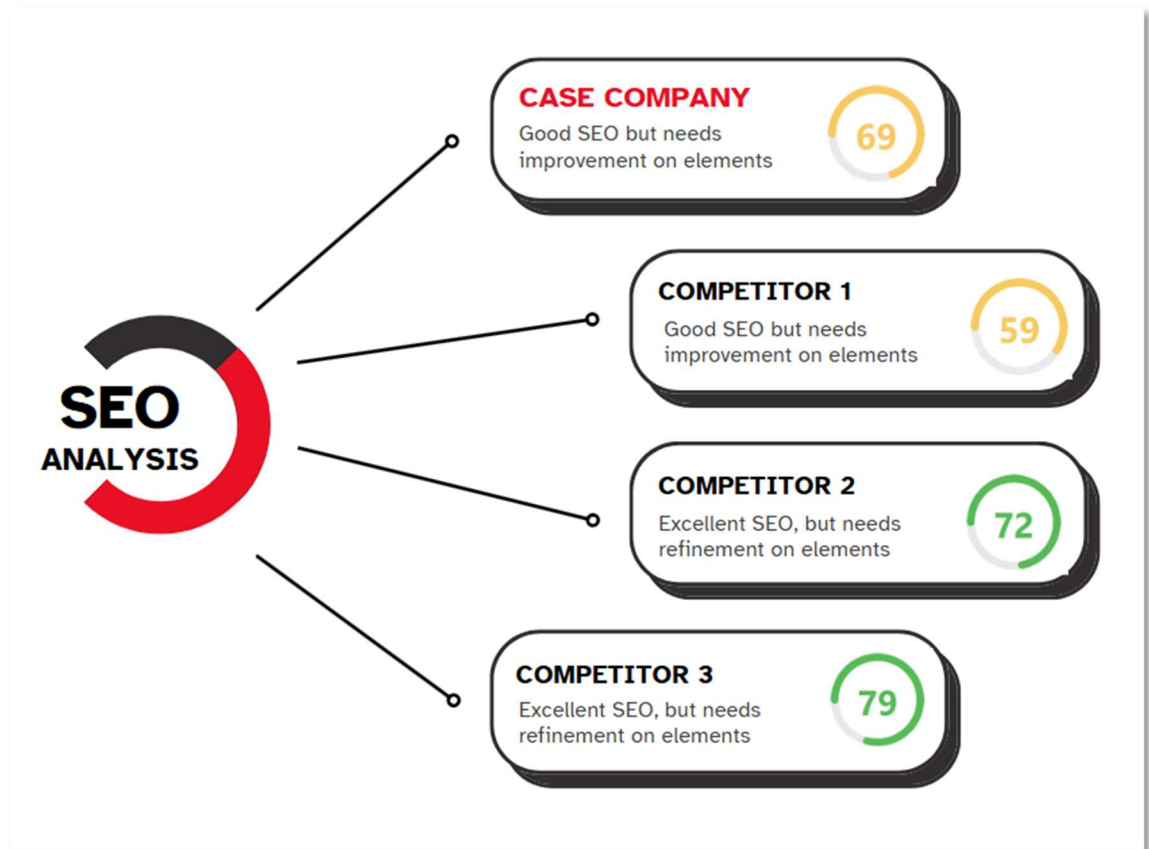 CASE COMPANY
Good SEO but needs
improvement on elements
69
COMPETITOR 1
Good SEO but needs
improvement on elements
59
SEO
ANALYSIS
COMPETITOR 2
Excellent SEO, but needs
refinement on elements
72
COMPETITOR 3
Excellent SEO, but needs
refinement on elements
79